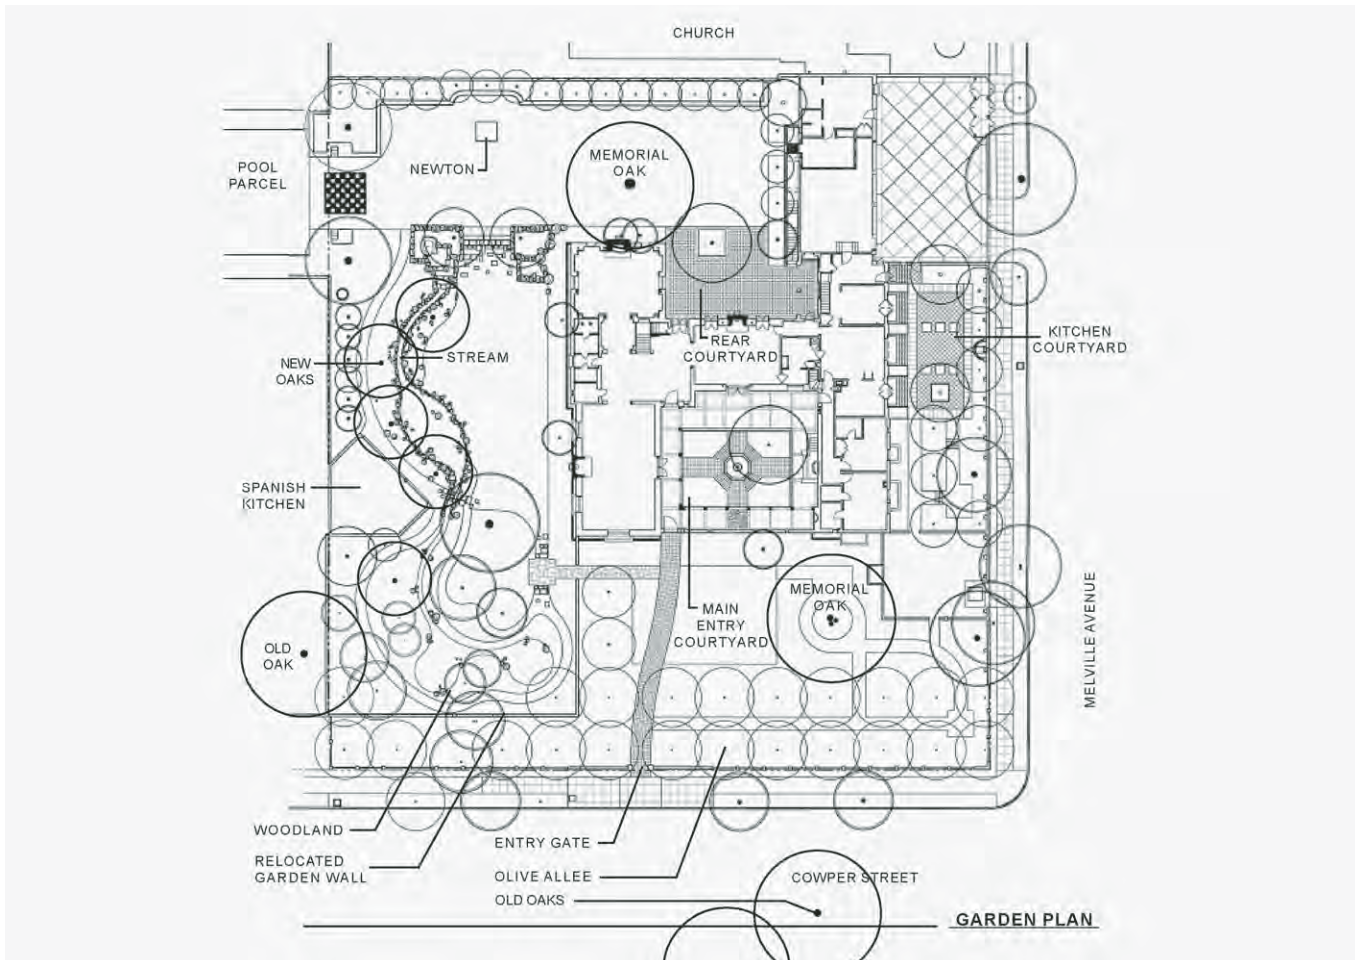 CHURCH
POOL
PARCEL
NEWTON
MEMORIAL
OAK
NEW
OAKS
STREAM
REAR
COURTYARD
KITCHEN
COURTYARD
SPANISH
KITCHEN
MAIN
ENTRY
COURTYARD
MEMORIAL
OAK
OLD
OAK
MELVILLE AVENUE
WOODLAND
RELOCATED
GARDEN WALL
ENTRY GATE
OLIVE ALLEE
OLD OAKS
COWPER STREET
GARDEN PLAN